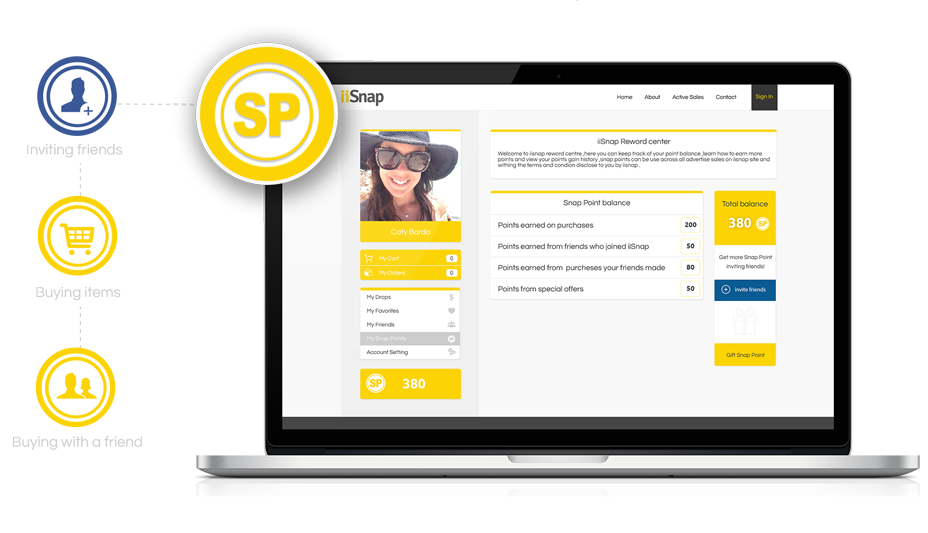 Inviting friends
Buying items
Buying with a friend
SP
iiSnap
Home
About
Active Sales
Contact
Sign In
Caty Barda
My Cart
0
My Orders
0
My Drops
$
My Favorites
My Friends
My Snap Points
Account Setting
SP
380
iiSnap Reword center
Welcome to iisnap reword centre ,here you can keep track of your point balance ,learn how to earn more
points and view your points gain history ,snap points can be use across all advertise sales on iisnap site and
withing the terms and condion disclose to you by iisnap .
Snap Point balance
Points earned on purchases
200
Points earned from friends who joined iiSnap
50
Points earned from purcheses your friends made
80
Points from special offers
50
Total balance
380
SP
Get more Snap Point
inviting friends!
invite friends
Gift Snap Point